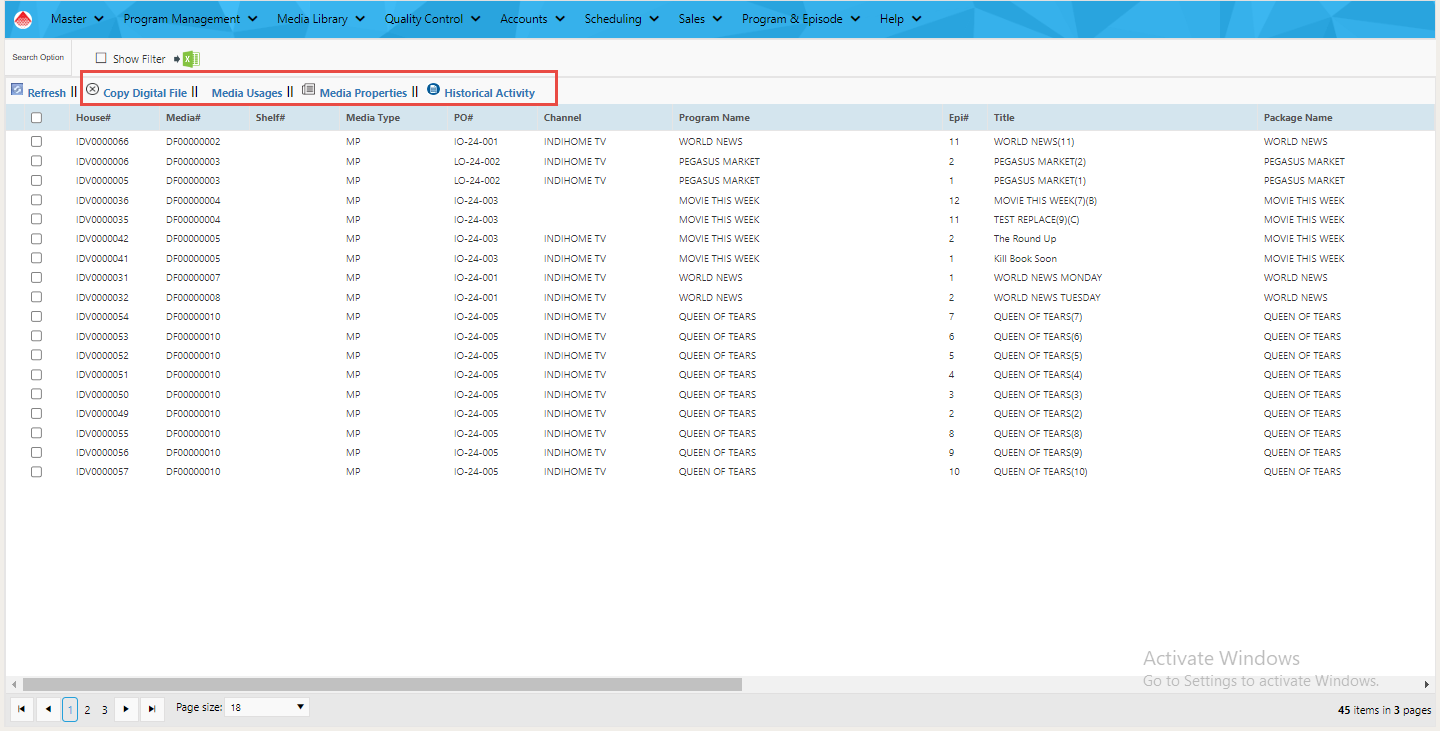 Master Program Management Media Library Quality Control Accounts Scheduling Sales Program & Episode Help
Search Option Show Filter
Refresh || Copy Digital File || Media Usages || Media Properties || Historical Activity
House# Media# Shelf# Media Type PO# Channel Program Name Epi# Title Package Name
IDV0000066 DF00000002 MP IO-24-001 INDIHOME TV WORLD NEWS 11 WORLD NEWS(11) WORLD NEWS
IDV0000006 DF00000003 MP LO-24-002 INDIHOME TV PEGASUS MARKET 2 PEGASUS MARKET(2) PEGASUS MARKET
IDV0000005 DF00000003 MP LO-24-002 INDIHOME TV PEGASUS MARKET 1 PEGASUS MARKET(1) PEGASUS MARKET
IDV0000036 DF00000004 MP IO-24-003 MOVIE THIS WEEK 12 MOVIE THIS WEEK(7)(B) MOVIE THIS WEEK
IDV0000035 DF00000004 MP IO-24-003 MOVIE THIS WEEK 11 TEST REPLACE(9)(C) MOVIE THIS WEEK
IDV0000042 DF00000005 MP IO-24-003 INDIHOME TV MOVIE THIS WEEK 2 The Round Up MOVIE THIS WEEK
IDV0000041 DF00000005 MP IO-24-003 INDIHOME TV MOVIE THIS WEEK 1 Kill Book Soon MOVIE THIS WEEK
IDV0000031 DF00000007 MP IO-24-001 INDIHOME TV WORLD NEWS 1 WORLD NEWS MONDAY WORLD NEWS
IDV0000032 DF00000008 MP IO-24-001 INDIHOME TV WORLD NEWS 2 WORLD NEWS TUESDAY WORLD NEWS
IDV0000054 DF00000010 MP IO-24-005 INDIHOME TV QUEEN OF TEARS 7 QUEEN OF TEARS(7) QUEEN OF TEARS
IDV0000053 DF00000010 MP IO-24-005 INDIHOME TV QUEEN OF TEARS 6 QUEEN OF TEARS(6) QUEEN OF TEARS
IDV0000052 DF00000010 MP IO-24-005 INDIHOME TV QUEEN OF TEARS 5 QUEEN OF TEARS(5) QUEEN OF TEARS
IDV0000051 DF00000010 MP IO-24-005 INDIHOME TV QUEEN OF TEARS 4 QUEEN OF TEARS(4) QUEEN OF TEARS
IDV0000050 DF00000010 MP IO-24-005 INDIHOME TV QUEEN OF TEARS 3 QUEEN OF TEARS(3) QUEEN OF TEARS
IDV0000049 DF00000010 MP IO-24-005 INDIHOME TV QUEEN OF TEARS 2 QUEEN OF TEARS(2) QUEEN OF TEARS
IDV0000055 DF00000010 MP IO-24-005 INDIHOME TV QUEEN OF TEARS 8 QUEEN OF TEARS(8) QUEEN OF TEARS
IDV0000056 DF00000010 MP IO-24-005 INDIHOME TV QUEEN OF TEARS 9 QUEEN OF TEARS(9) QUEEN OF TEARS
IDV0000057 DF00000010 MP IO-24-005 INDIHOME TV QUEEN OF TEARS 10 QUEEN OF TEARS(10) QUEEN OF TEARS
Activate Windows
Go to Settings to activate Windows.
1 2 3 Page size: 18 45 items in 3 pages